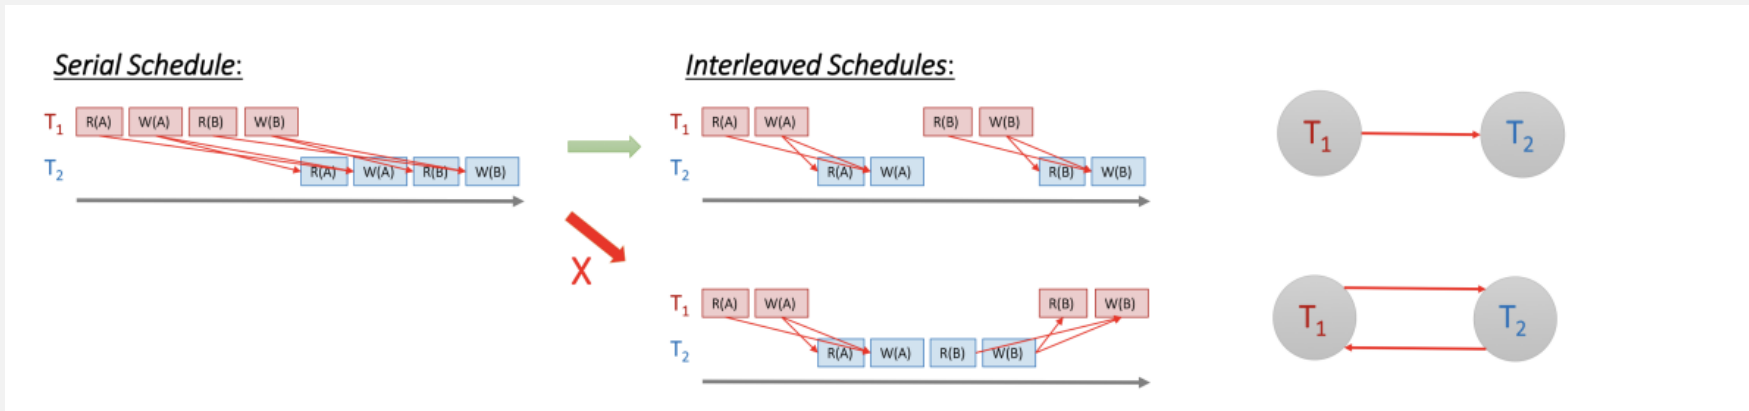 Serial Schedule:
T1 R(A) W(A) R(B) W(B)
T2 R(A) W(A) R(B) W(B)
X
Interleaved Schedules:
T1 R(A) W(A) R(B) W(B)
T2 R(A) W(A) R(B) W(B)
T1 R(A) W(A) R(B) W(B)
T2 R(A) W(A) R(B) W(B)
T1 T2
T1 T2